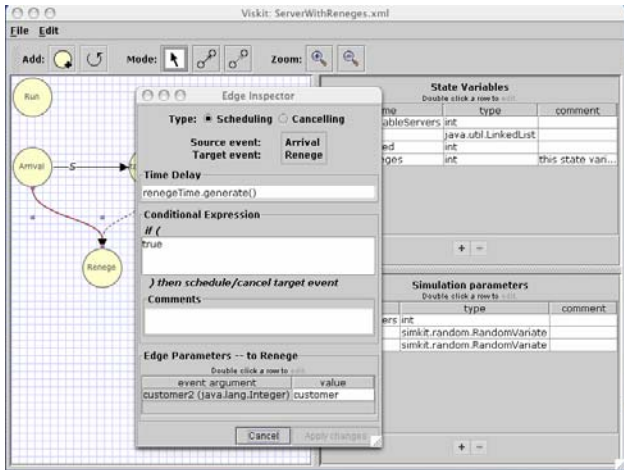 Viskit: ServerWithReneges.xml
File Edit
Add: Mode: Zoom:
Run
Arrival
S
Renege
Edge Inspector
Type: Scheduling Cancelling
Source event: Arrival
Target event: Renege
Time Delay
renegeTime.generate()
Conditional Expression
if (
true
) then schedule/cancel target event
Comments
Edge Parameters -- to Renege
Double click a row to edit
event argument value
customer2 (java.lang.Integer) customer
Cancel Apply changes
State Variables
Double click a row to edit
me type comment
ableServers int
java.utl.LinkedList
ed int
eges int this state vari...
+ -
Simulation parameters
Double click a row to edit
type comment
ers int
simkit.random.RandomVariate
simkit.random.RandomVariate
+ -